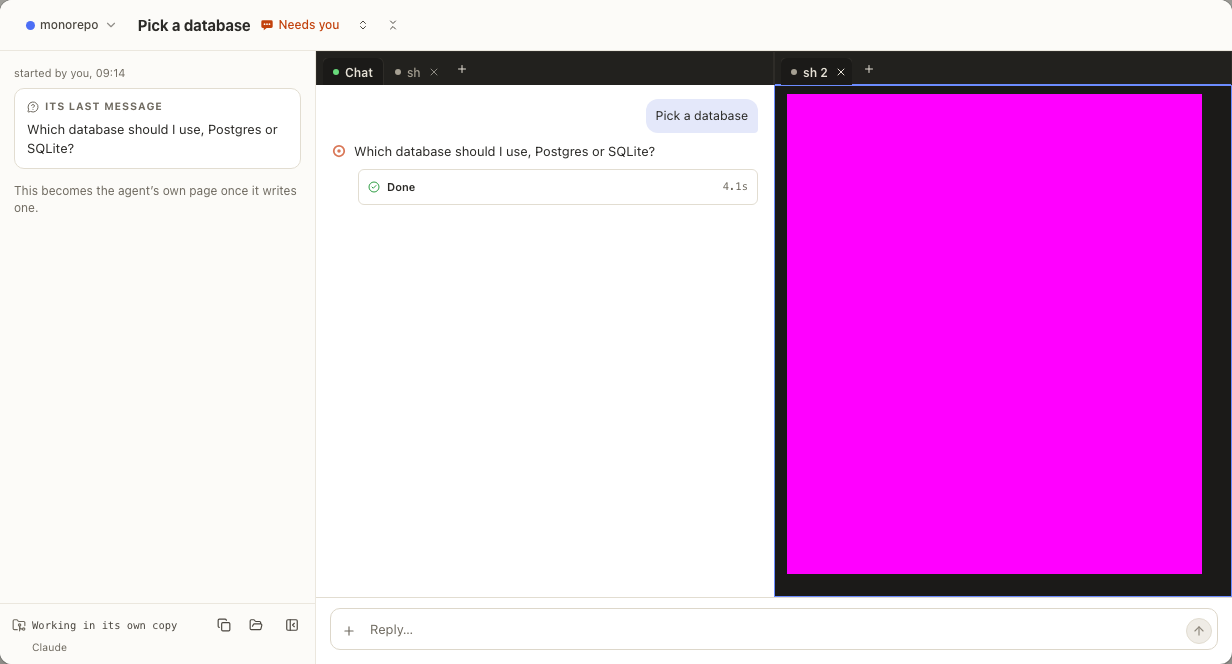 monorepo
Pick a database
Needs you
started by you, 09:14
ITS LAST MESSAGE
Which database should I use, Postgres or
SQLite?
This becomes the agent's own page once it writes
one.
Working in its own copy
Claude
Chat
sh
sh 2
Pick a database
Which database should I use, Postgres or SQLite?
Done
4.1s
Reply...